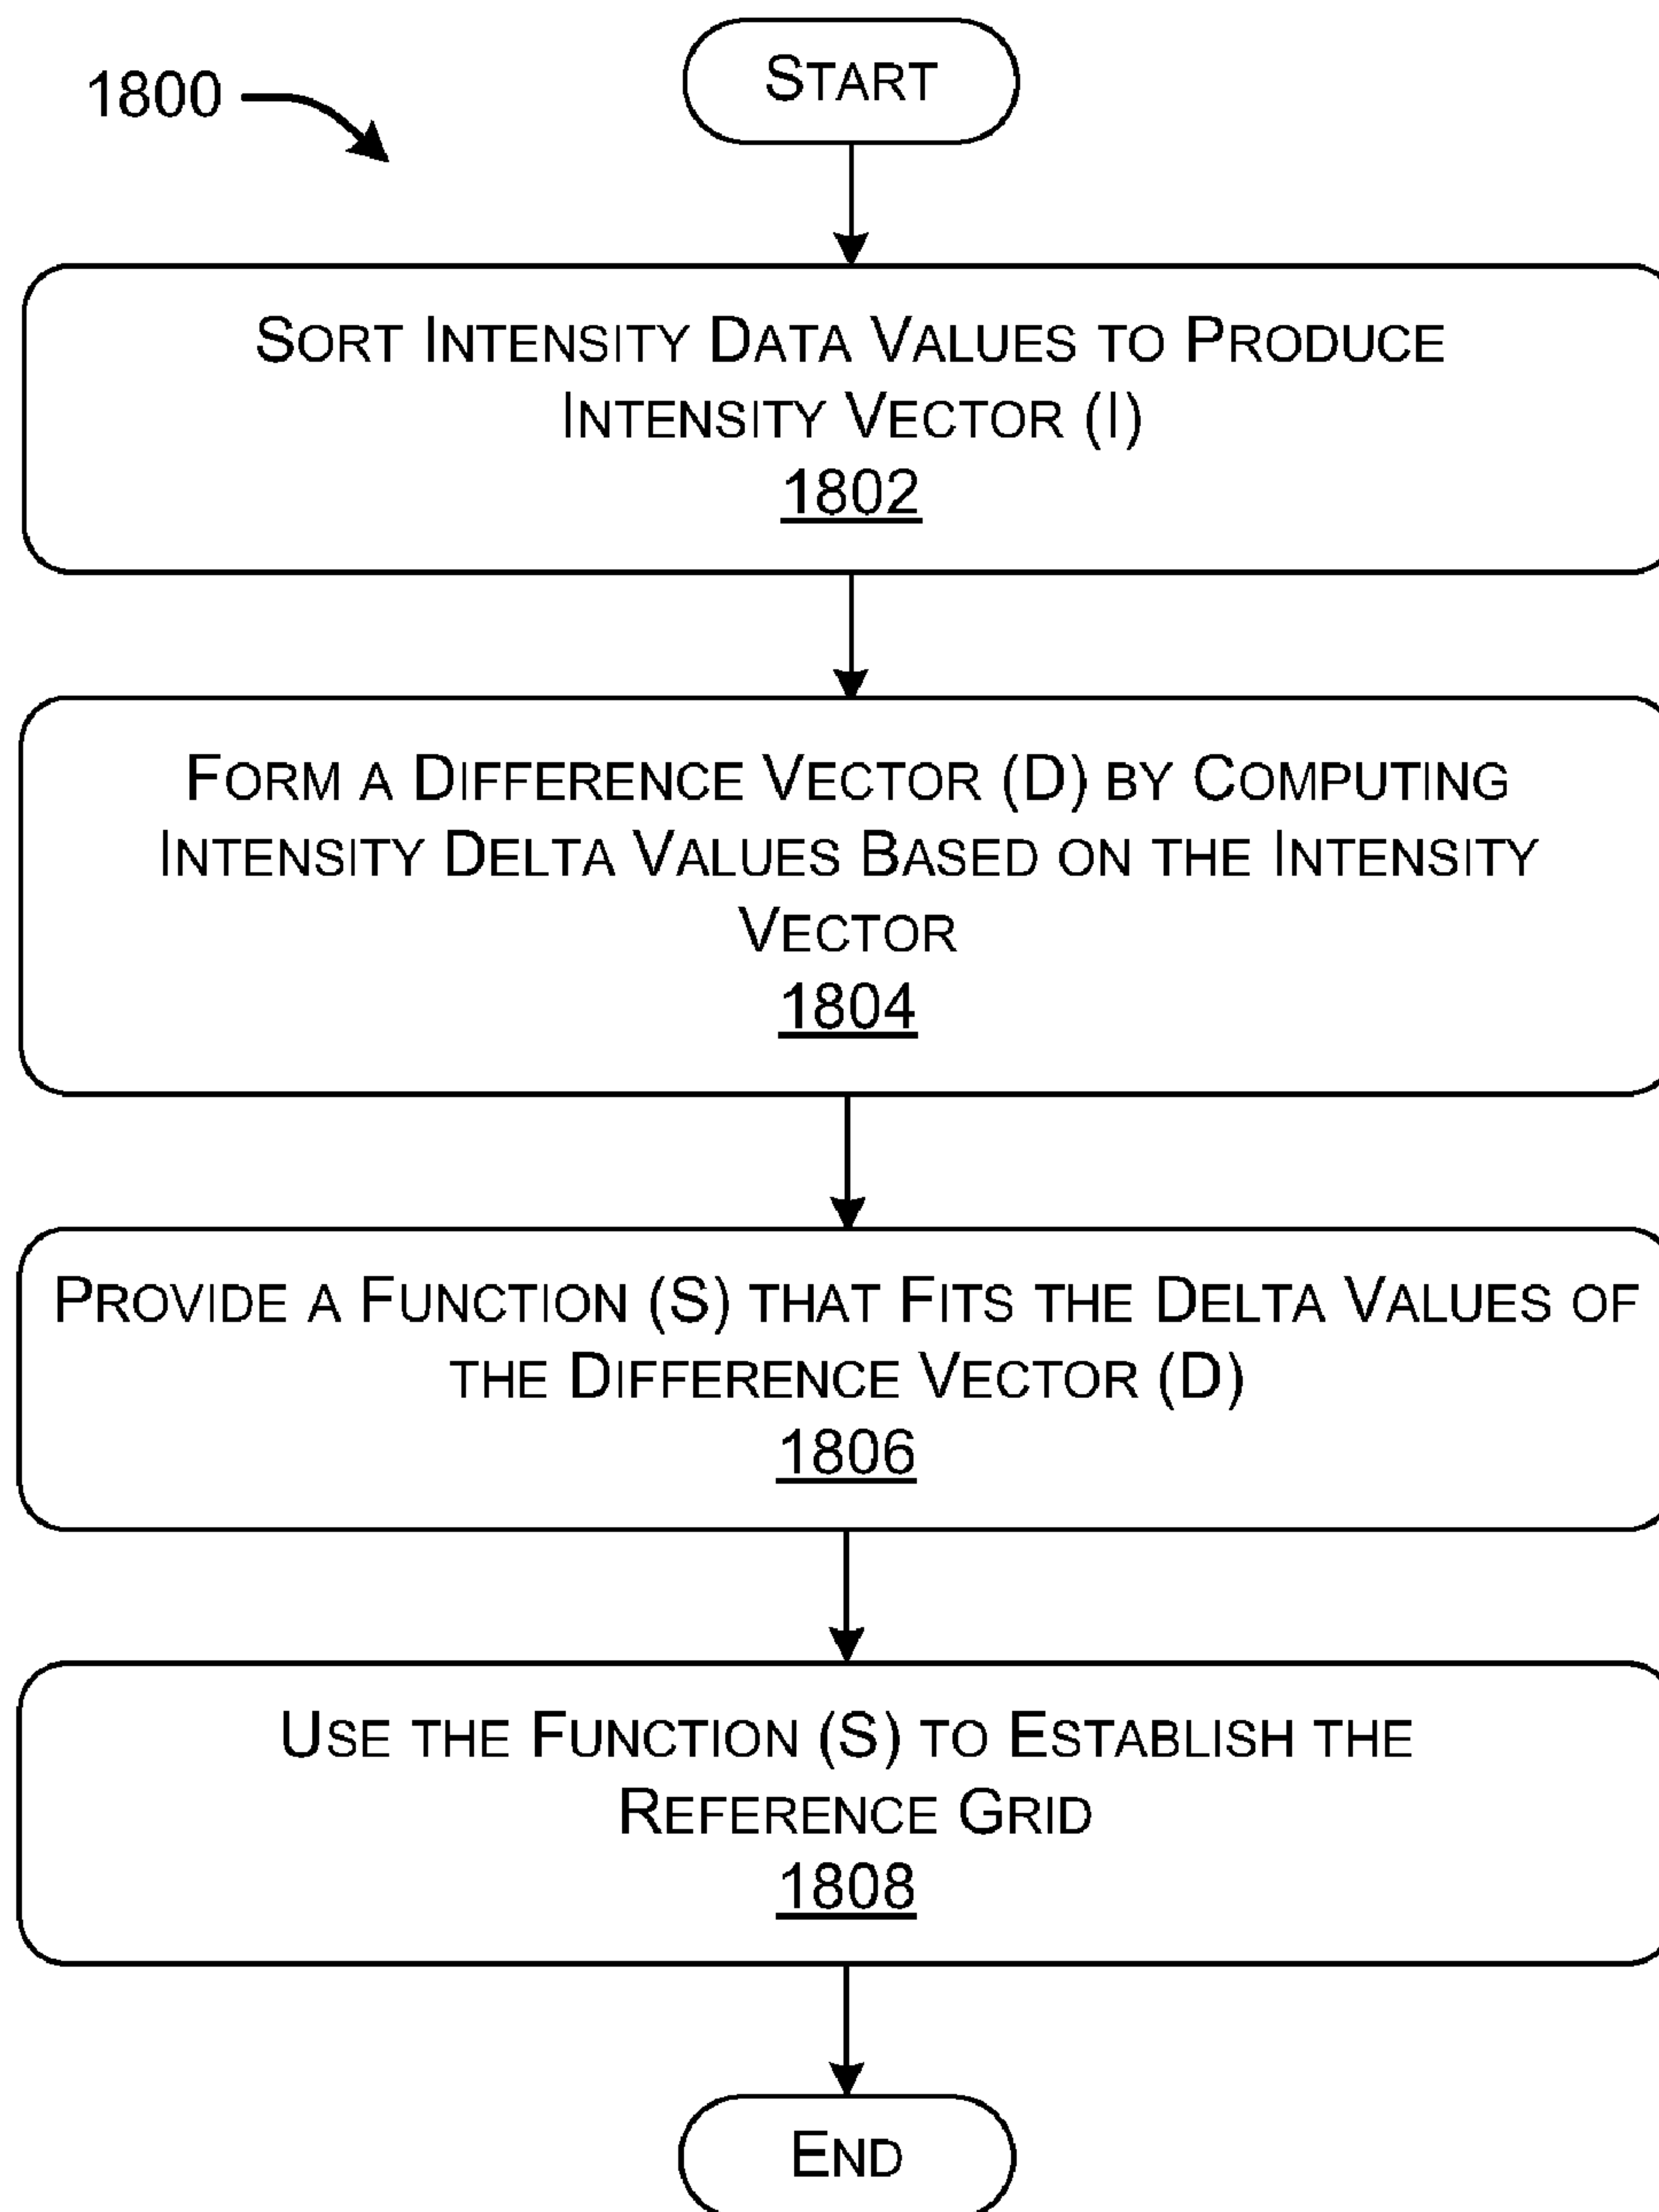 1800
START
SORT INTENSITY DATA VALUES TO PRODUCE
INTENSITY VECTOR (I)
1802
FORM A DIFFERENCE VECTOR (D) BY COMPUTING
INTENSITY DELTA VALUES BASED ON THE INTENSITY
VECTOR
1804
PROVIDE A FUNCTION (S) THAT FITS THE DELTA VALUES OF
THE DIFFERENCE VECTOR (D)
1806
USE THE FUNCTION (S) TO ESTABLISH THE
REFERENCE GRID
1808
END